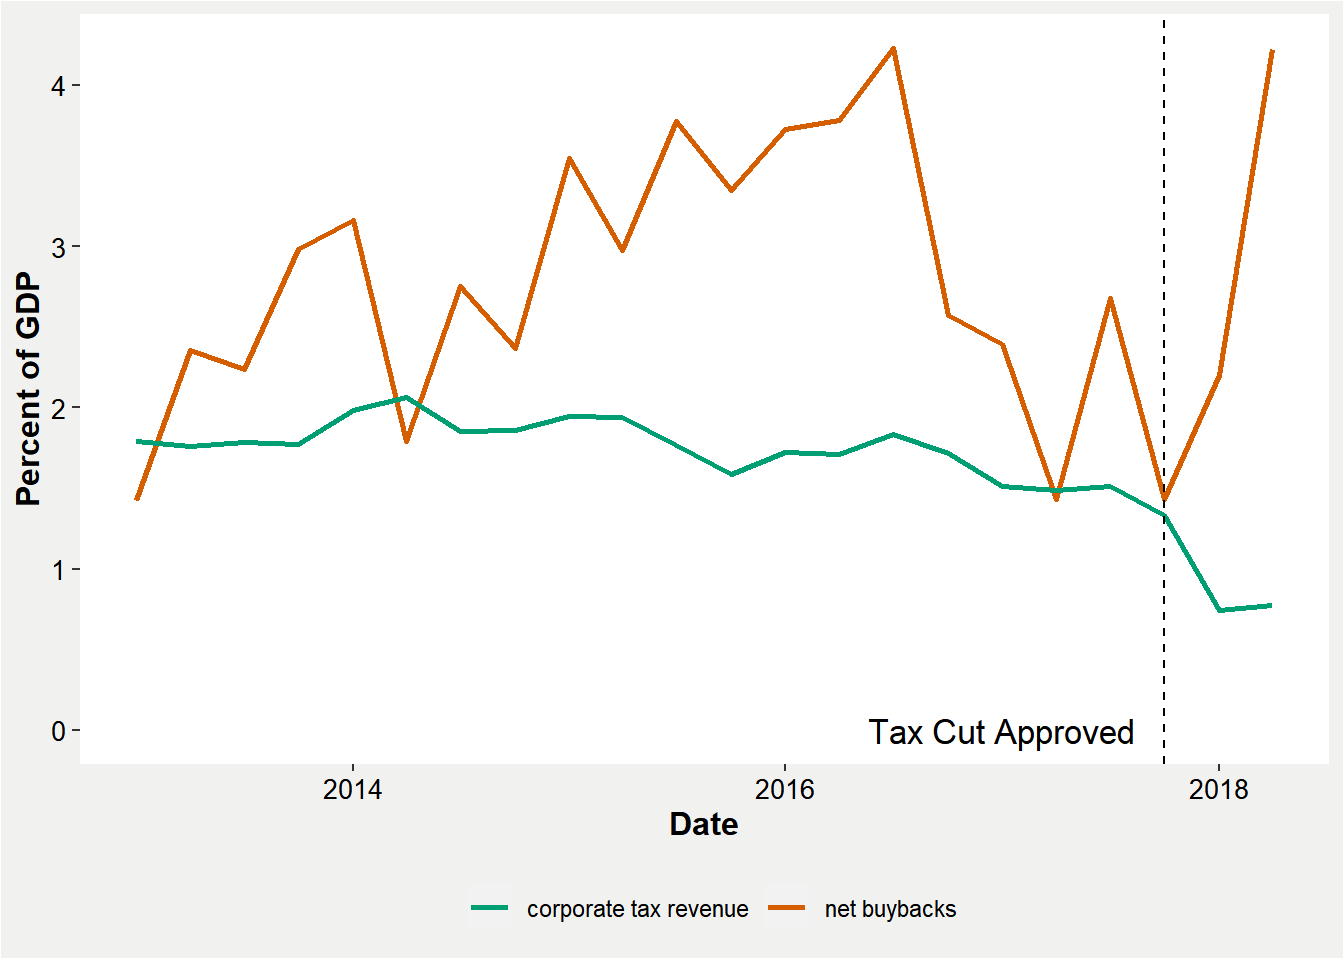 4
3
2
1
0
Percent of GDP
Tax Cut Approved
2014 2016 2018
Date
corporate tax revenue net buybacks